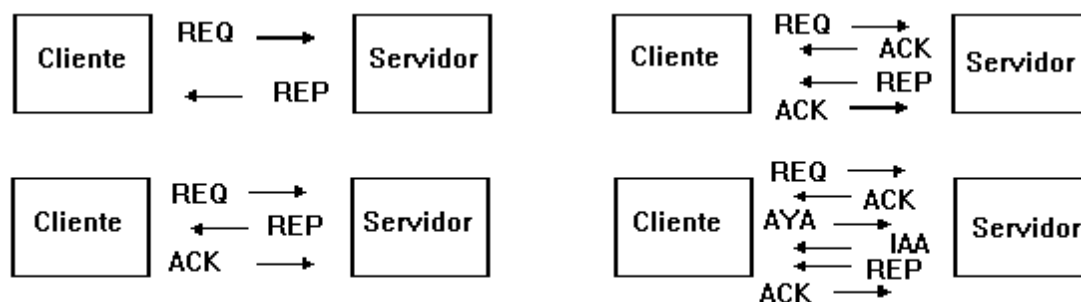 Cliente REQ Servidor
REP
Cliente REQ Servidor
ACK
REP
ACK
Cliente REQ Servidor
REP
ACK
Cliente REQ Servidor
ACK
AYA
IAA
REP
ACK